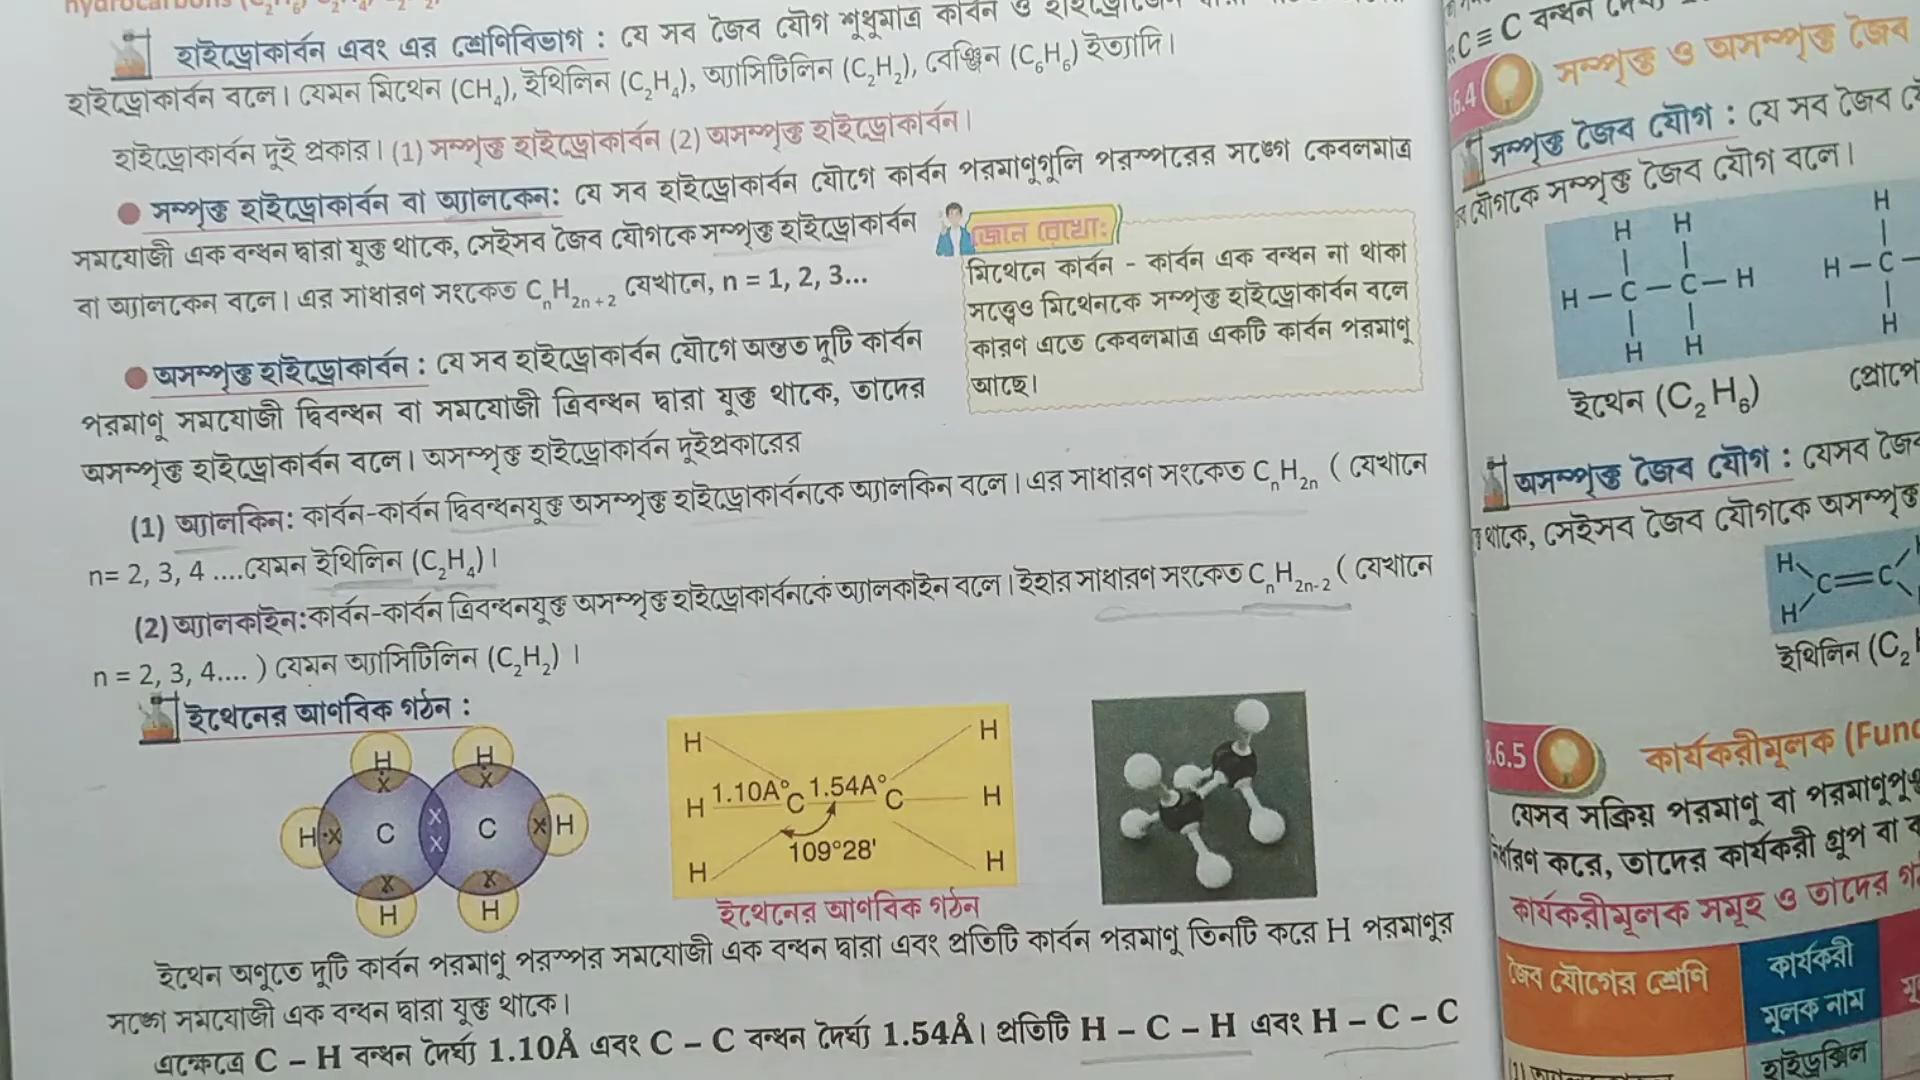 হাইড্রোকার্বন এবং এর শ্রেণিবিভাগ : যে সব জৈব যৌগ শুধুমাত্র কার্বন ও
হাইড্রোকার্বন বলে। যেমন মিথেন (CH₄), ইথিলিন (C₂H₄), অ্যাসিটিলিন (C₂H₂), বেঞ্জিন (C₆H₆) ইত্যাদি।
হাইড্রোকার্বন দুই প্রকার। (1) সম্পৃক্ত হাইড্রোকার্বন (2) অসম্পৃক্ত হাইড্রোকার্বন।
● সম্পৃক্ত হাইড্রোকার্বন বা অ্যালকেন: যে সব হাইড্রোকার্বন যৌগে কার্বন পরমাণুগুলি পরস্পরের সঙ্গে কেবলমাত্র
সমযোজী এক বন্ধন দ্বারা যুক্ত থাকে, সেইসব জৈব যৌগকে সম্পৃক্ত হাইড্রোকার্বন
বা অ্যালকেন বলে। এর সাধারণ সংকেত CₙH₂ₙ₊₂ যেখানে, n = 1, 2, 3...
জেনে রেখো:
মিথেনে কার্বন - কার্বন এক বন্ধন না থাকা
সত্ত্বেও মিথেনকে সম্পৃক্ত হাইড্রোকার্বন বলে
কারণ এতে কেবলমাত্র একটি কার্বন পরমাণু
আছে।
● অসম্পৃক্ত হাইড্রোকার্বন : যে সব হাইড্রোকার্বন যৌগে অন্তত দুটি কার্বন
পরমাণু সমযোজী দ্বিবন্ধন বা সমযোজী ত্রিবন্ধন দ্বারা যুক্ত থাকে, তাদের
অসম্পৃক্ত হাইড্রোকার্বন বলে। অসম্পৃক্ত হাইড্রোকার্বন দুইপ্রকারের
(1) অ্যালকিন: কার্বন-কার্বন দ্বিবন্ধনযুক্ত অসম্পৃক্ত হাইড্রোকার্বনকে অ্যালকিন বলে। এর সাধারণ সংকেত CₙH₂ₙ ( যেখানে
n= 2, 3, 4 ....যেমন ইথিলিন (C₂H₄)।
(2) অ্যালকাইন:কার্বন-কার্বন ত্রিবন্ধনযুক্ত অসম্পৃক্ত হাইড্রোকার্বনকে অ্যালকাইন বলে। ইহার সাধারণ সংকেত CₙH₂ₙ₋₂ ( যেখানে
n = 2, 3, 4.... ) যেমন অ্যাসিটিলিন (C₂H₂) ।
ইথেনের আণবিক গঠন :
H H
H C C H
H H
H H
H 1.10A° C 1.54A° C H
109°28'
H H
ইথেনের আণবিক গঠন
ইথেন অণুতে দুটি কার্বন পরমাণু পরস্পর সমযোজী এক বন্ধন দ্বারা এবং প্রতিটি কার্বন পরমাণু তিনটি করে H পরমাণুর
সঙ্গে সমযোজী এক বন্ধন দ্বারা যুক্ত থাকে।
এক্ষেত্রে C – H বন্ধন দৈর্ঘ্য 1.10Å এবং C – C বন্ধন দৈর্ঘ্য 1.54Å। প্রতিটি H – C – H এবং H – C – C
C ≡ C বন্ধন
6.4 সম্পৃক্ত ও অসম্পৃক্ত জৈব
সম্পৃক্ত জৈব যৌগ : যে সব জৈব
যৌগকে সম্পৃক্ত জৈব যৌগ বলে।
H H H
H – C – C – H H – C –
H H H
ইথেন (C₂H₆)
অসম্পৃক্ত জৈব যৌগ : যেসব
থাকে, সেইসব জৈব যৌগকে অসম্পৃক্ত
H
C = C
H
ইথিলিন (C₂
6.5 কার্যকরীমূলক
যেসব সক্রিয় পরমাণু বা
করে, তাদের কার্যকরী গ্রুপ বা
কার্যকরীমূলক সমূহ ও তাদের
জৈব যৌগের শ্রেণি
কার্যকরী
মূলক নাম
হাইড্রক্সিল